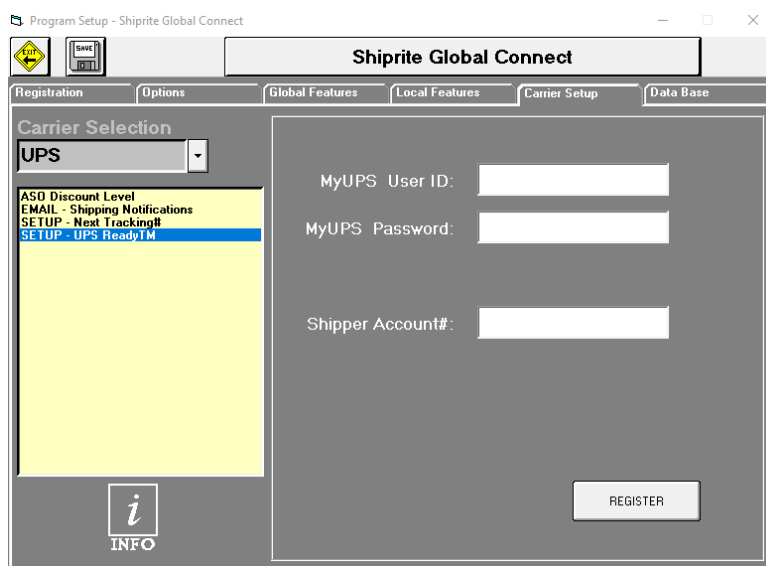 Program Setup - Shiprite Global Connect
EXIT
SAVE
Shiprite Global Connect
Registration
Options
Global Features
Local Features
Carrier Setup
Data Base
Carrier Selection
UPS
ASO Discount Level
EMAIL - Shipping Notifications
SETUP - Next Tracking#
SETUP - UPS ReadyTM
MyUPS User ID:
MyUPS Password:
Shipper Account#:
REGISTER
i
INFO